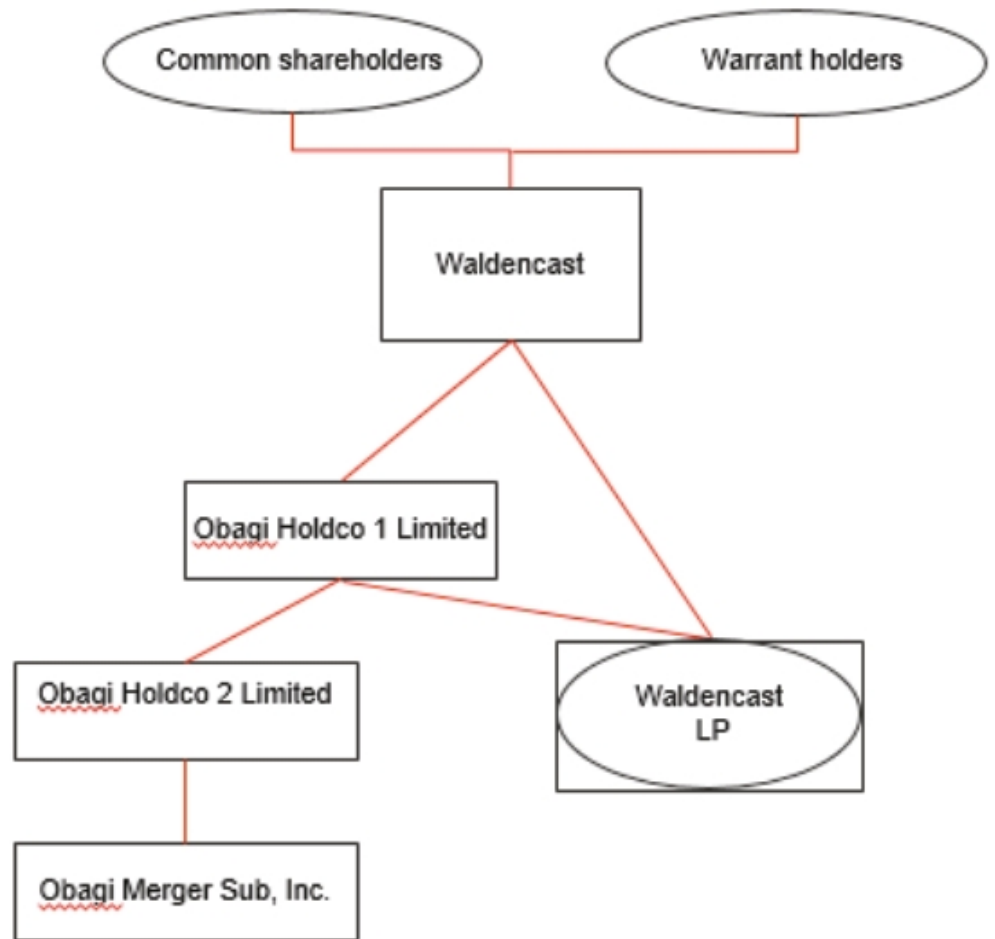 Common shareholders
Warrant holders
Waldencast
Obagi Holdco 1 Limited
Obagi Holdco 2 Limited
Waldencast
LP
Obagi Merger Sub, Inc.